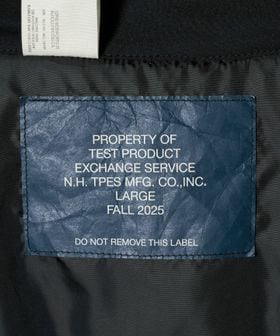 PROPERTY OF
TEST PRODUCT
EXCHANGE SERVICE
N.H. TPES MFG. CO.,INC.
LARGE
FALL 2025
DO NOT REMOVE THIS LABEL